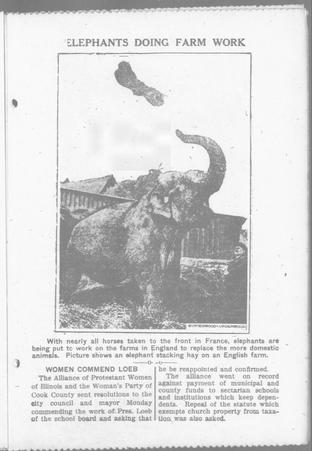 ELEPHANTS DOING FARM WORK
UNDERWOOD & UNDERWOOD
With nearly all horses taken to the front in France, elephants are
being put to work on the farms in England to replace the more domestic
animals. Picture shows an elephant stacking hay on an English farm.
WOMEN COMMEND LOEB
The Alliance of Protestant Women
of Illinois and the Woman's Party of
Cook County sent resolutions to the
city council and mayor Monday
commending the work of Pres. Loeb
of the school board and asking that
he be reappointed and confirmed.
The alliance went on record
against payment of municipal and
county funds to sectarian schools
and institutions which keep depen-
dents. Repeal of the statute which
exempts church property from taxa-
tion was also asked.